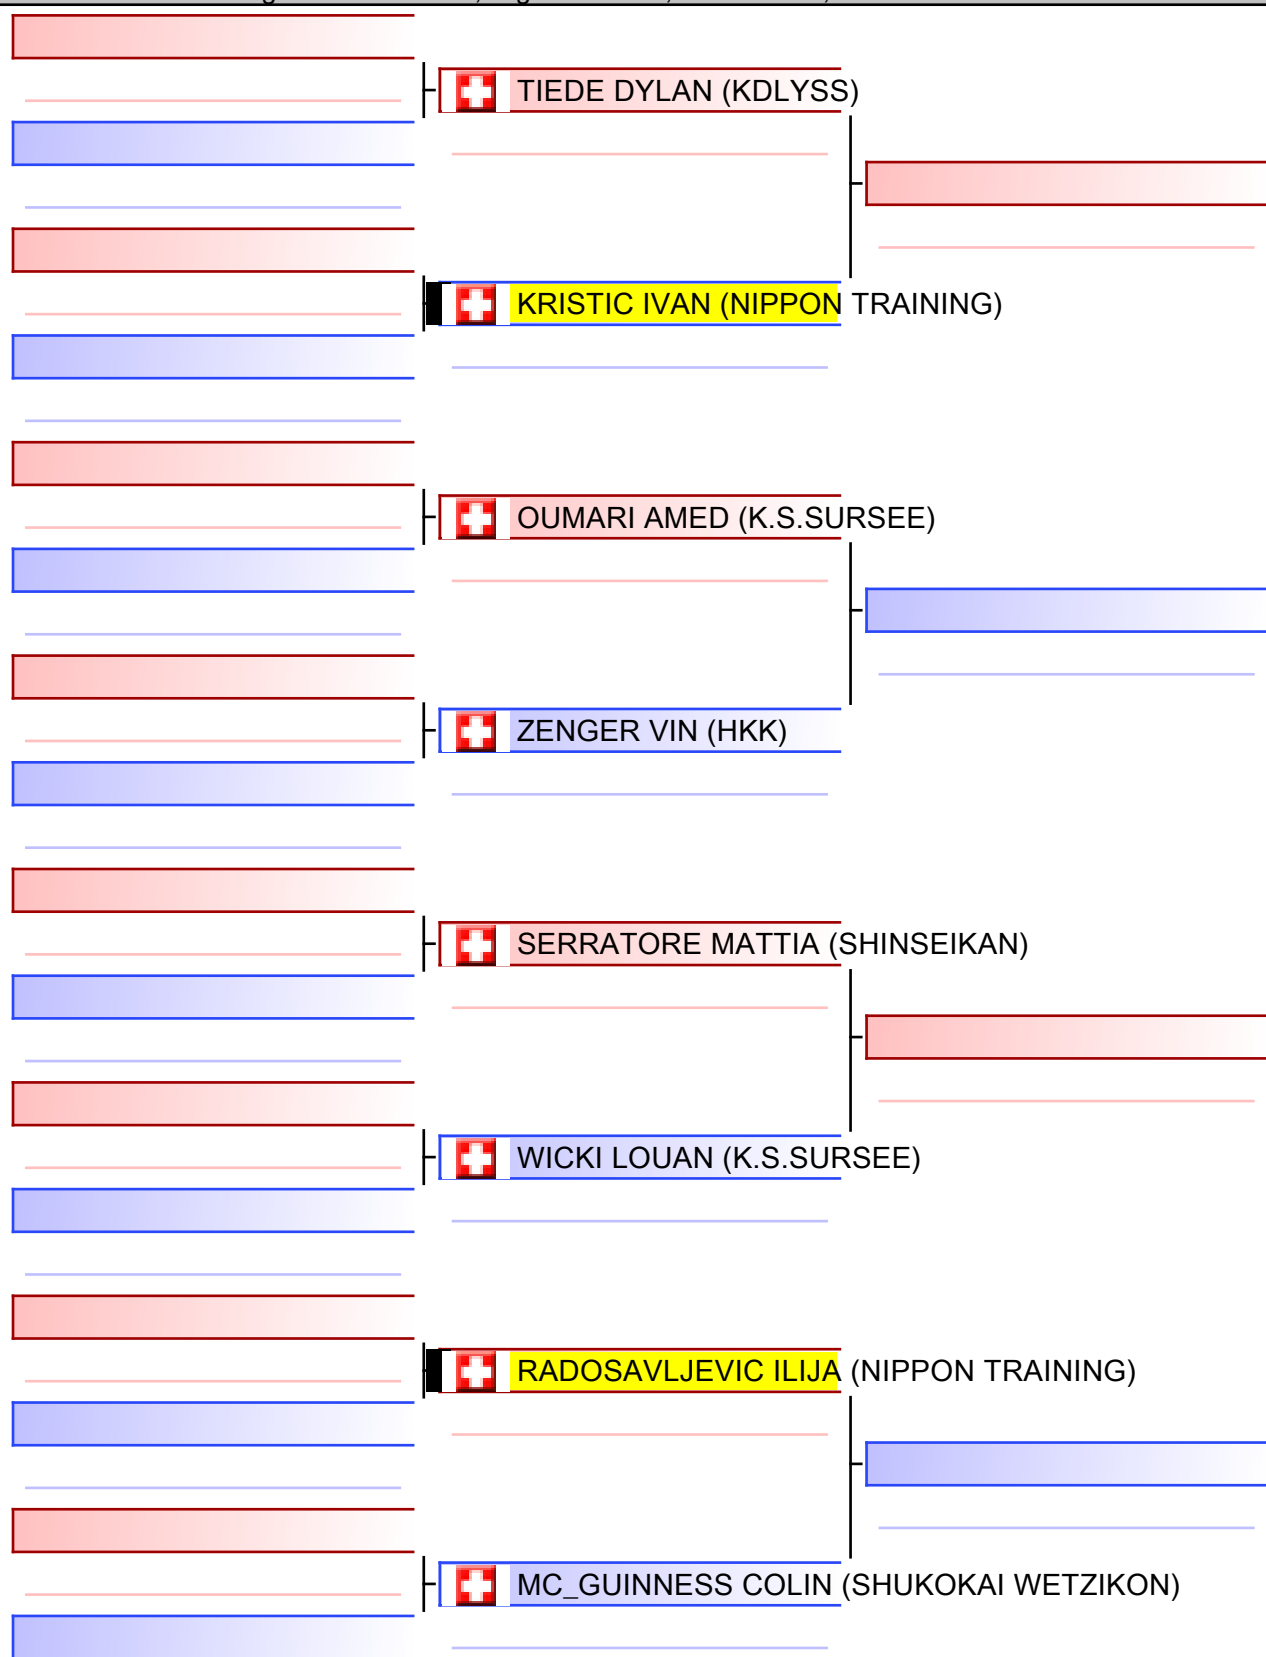 TIEDE DYLAN (KDLYSS)
KRISTIC IVAN (NIPPON TRAINING)
OUMARI AMED (K.S.SURSEE)
ZENGER VIN (HKK)
SERRATORE MATTIA (SHINSEIKAN)
WICKI LOUAN (K.S.SURSEE)
RADOSAVLJEVIC ILIJA (NIPPON TRAINING)
MC_GUINNESS COLIN (SHUKOKAI WETZIKON)